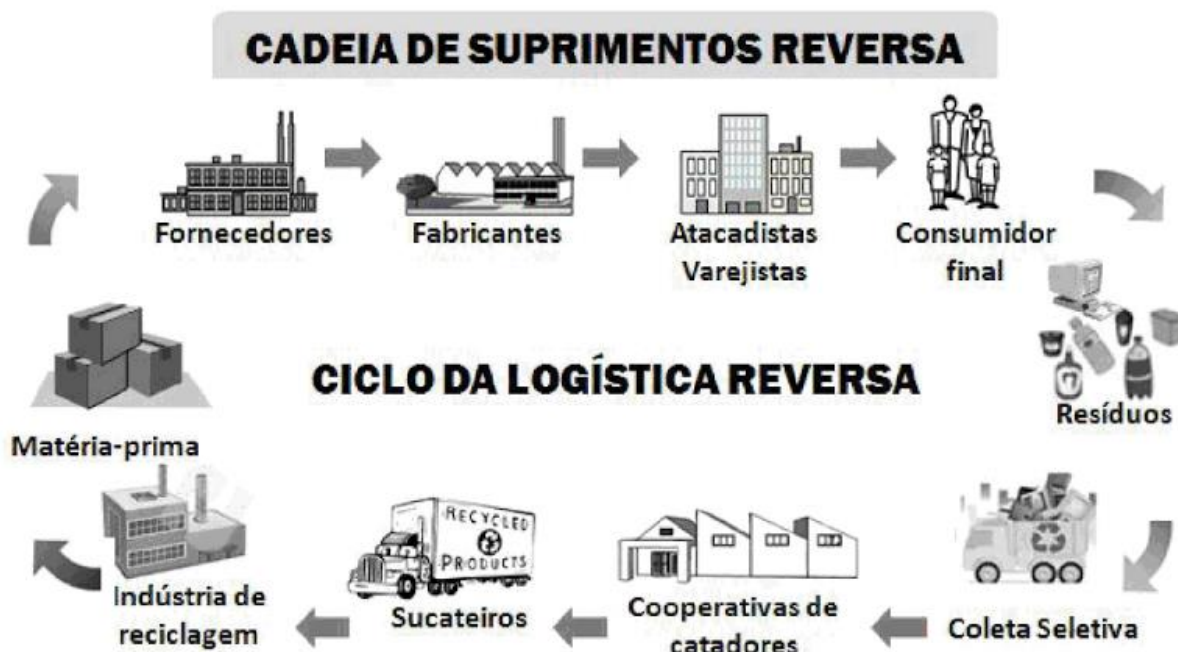 CADEIA DE SUPRIMENTOS REVERSA
Fornecedores
Fabricantes
Atacadistas
Varejistas
Consumidor
final
CICLO DA LOGÍSTICA REVERSA
Resíduos
Matéria-prima
RECYCLED
PRODUCTS
Indústria de
reciclagem
Sucateiros
Cooperativas de
catadores
Coleta Seletiva